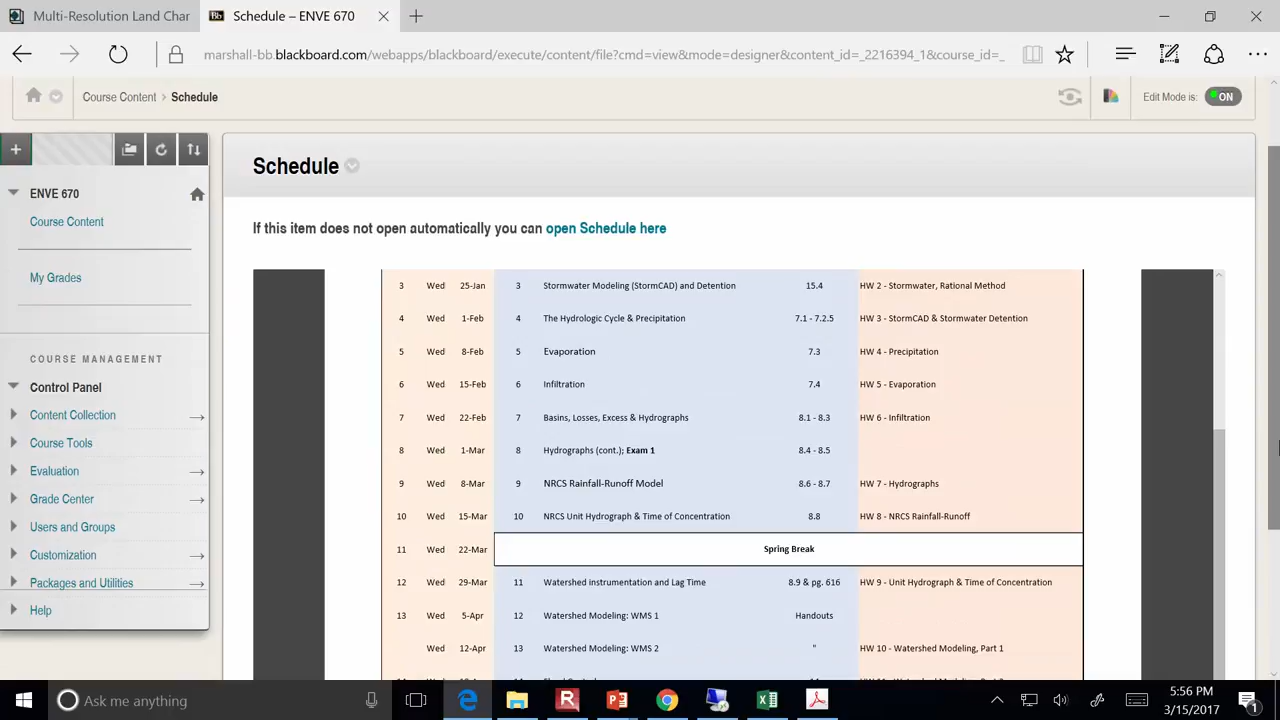 Multi-Resolution Land Char
Schedule – ENVE 670
marshall-bb.blackboard.com/webapps/blackboard/execute/content/file?cmd=view&mode=designer&content_id=_2216394_1&course_id=_
Course Content > Schedule
Edit Mode is: ON
ENVE 670
Course Content
My Grades
COURSE MANAGEMENT
Control Panel
Content Collection
Course Tools
Evaluation
Grade Center
Users and Groups
Customization
Packages and Utilities
Help
Schedule
If this item does not open automatically you can open Schedule here
3 Wed 25-Jan 3 Stormwater Modeling (StormCAD) and Detention 15.4 HW 2 - Stormwater, Rational Method
4 Wed 1-Feb 4 The Hydrologic Cycle & Precipitation 7.1 - 7.2.5 HW 3 - StormCAD & Stormwater Detention
5 Wed 8-Feb 5 Evaporation 7.3 HW 4 - Precipitation
6 Wed 15-Feb 6 Infiltration 7.4 HW 5 - Evaporation
7 Wed 22-Feb 7 Basins, Losses, Excess & Hydrographs 8.1 - 8.3 HW 6 - Infiltration
8 Wed 1-Mar 8 Hydrographs (cont.); Exam 1 8.4 - 8.5
9 Wed 8-Mar 9 NRCS Rainfall-Runoff Model 8.6 - 8.7 HW 7 - Hydrographs
10 Wed 15-Mar 10 NRCS Unit Hydrograph & Time of Concentration 8.8 HW 8 - NRCS Rainfall-Runoff
11 Wed 22-Mar Spring Break
12 Wed 29-Mar 11 Watershed instrumentation and Lag Time 8.9 & pg. 616 HW 9 - Unit Hydrograph & Time of Concentration
13 Wed 5-Apr 12 Watershed Modeling: WMS 1 Handouts
Wed 12-Apr 13 Watershed Modeling: WMS 2 " HW 10 - Watershed Modeling, Part 1
Ask me anything
5:56 PM
3/15/2017